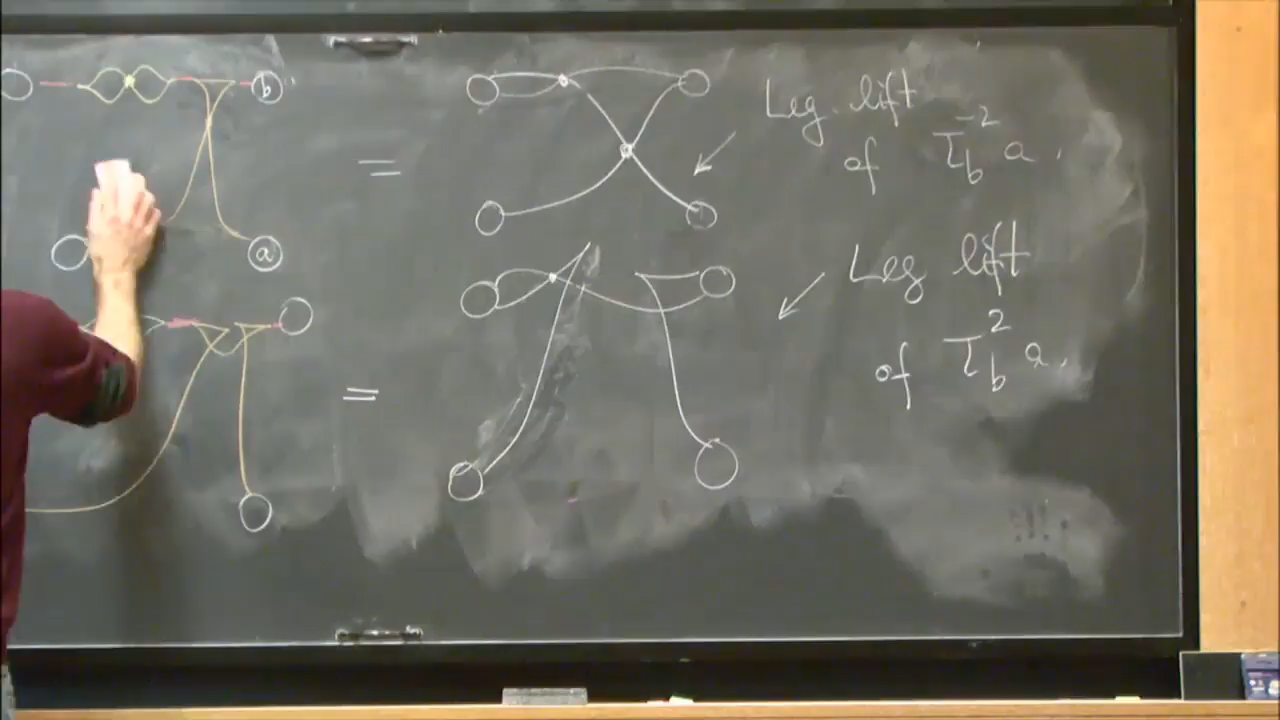 b
a
=
Leg. lift
of τ_b^{-2} a.
=
Leg lift
of τ_b^2 a.